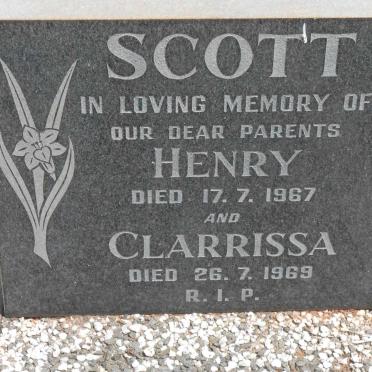 SCOTT
IN LOVING MEMORY OF
OUR DEAR PARENTS
HENRY
DIED 17. 7. 1967
AND
CLARRISSA
DIED 26. 7. 1969
R. I. P.